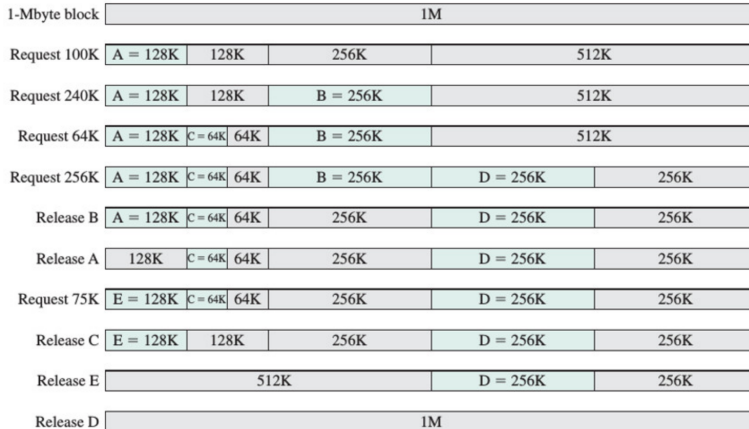 1-Mbyte block 1M
Request 100K A = 128K 128K 256K 512K
Request 240K A = 128K 128K B = 256K 512K
Request 64K A = 128K C = 64K 64K B = 256K 512K
Request 256K A = 128K C = 64K 64K B = 256K D = 256K 256K
Release B A = 128K C = 64K 64K 256K D = 256K 256K
Release A 128K C = 64K 64K 256K D = 256K 256K
Request 75K E = 128K C = 64K 64K 256K D = 256K 256K
Release C E = 128K 128K 256K D = 256K 256K
Release E 512K D = 256K 256K
Release D 1M